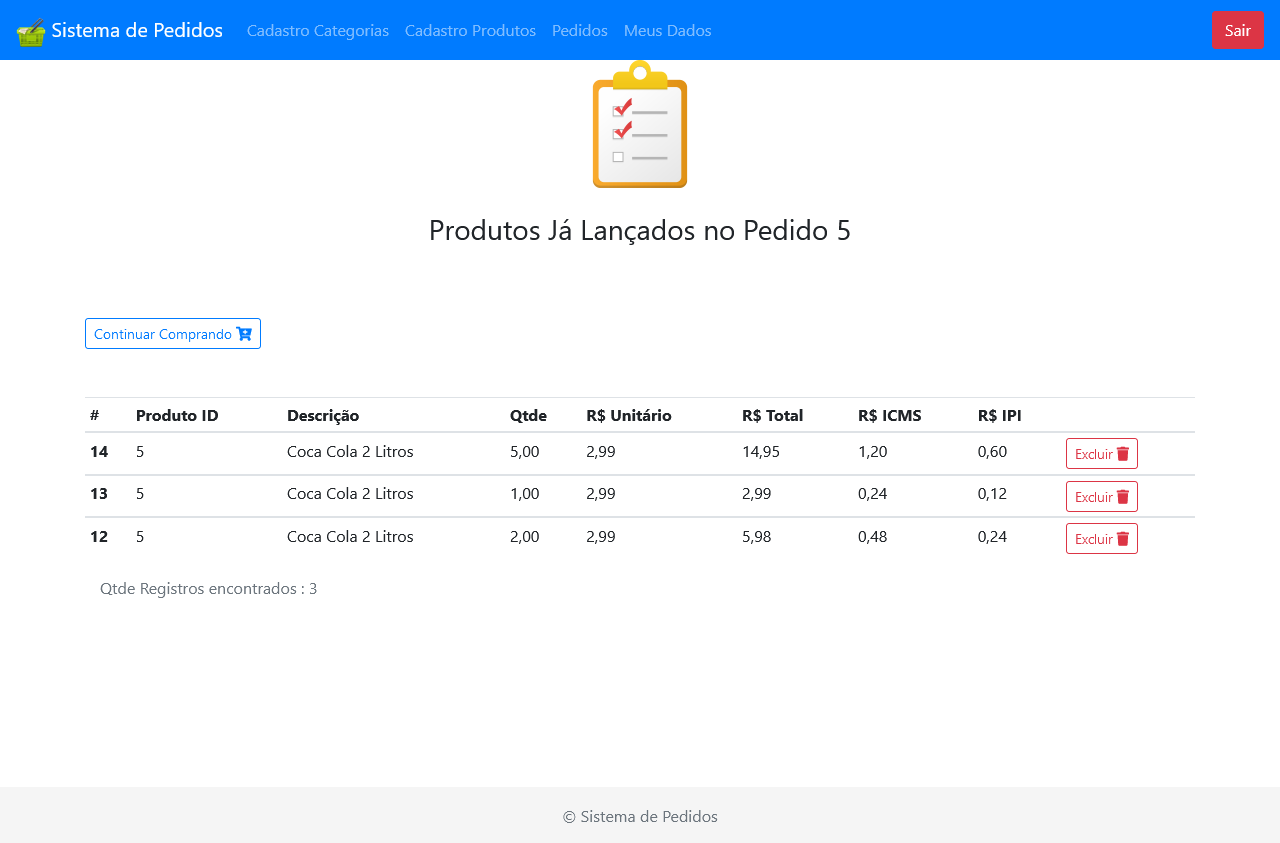 Sistema de Pedidos Cadastro Categorias Cadastro Produtos Pedidos Meus Dados Sair
Produtos Já Lançados no Pedido 5
Continuar Comprando
# Produto ID Descrição Qtde R$ Unitário R$ Total R$ ICMS R$ IPI
14 5 Coca Cola 2 Litros 5,00 2,99 14,95 1,20 0,60 Excluir
13 5 Coca Cola 2 Litros 1,00 2,99 2,99 0,24 0,12 Excluir
12 5 Coca Cola 2 Litros 2,00 2,99 5,98 0,48 0,24 Excluir
Qtde Registros encontrados : 3
© Sistema de Pedidos